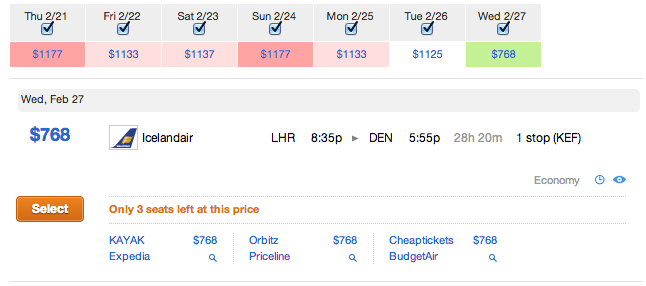 Thu 2/21 Fri 2/22 Sat 2/23 Sun 2/24 Mon 2/25 Tue 2/26 Wed 2/27
$1177 $1133 $1137 $1177 $1133 $1125 $768
Wed, Feb 27
$768 Icelandair LHR 8:35p ► DEN 5:55p 28h 20m 1 stop (KEF)
Economy
Select Only 3 seats left at this price
KAYAK $768 Orbitz $768 Cheaptickets $768
Expedia Priceline BudgetAir